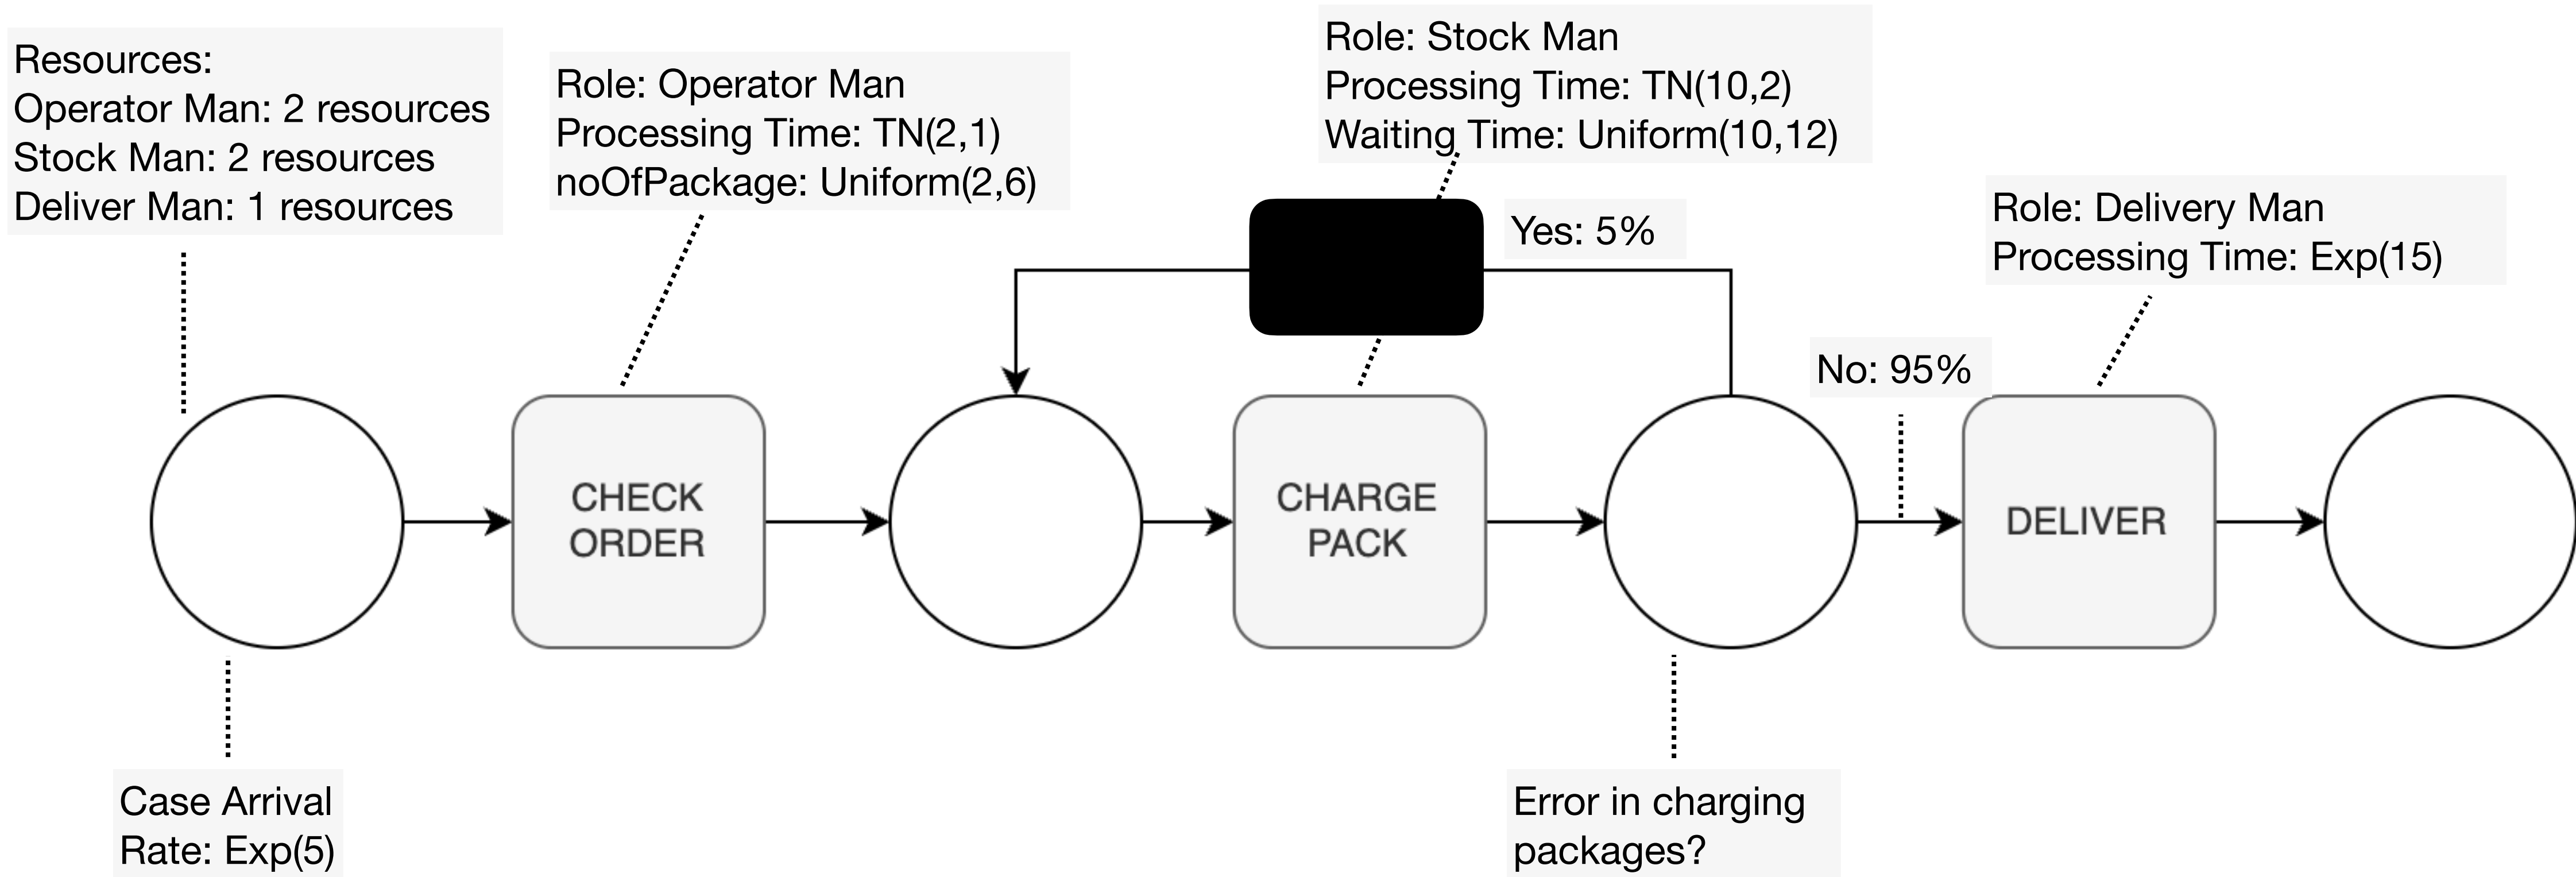 Resources:
Operator Man: 2 resources
Stock Man: 2 resources
Deliver Man: 1 resources
Role: Operator Man
Processing Time: TN(2,1)
noOfPackage: Uniform(2,6)
Role: Stock Man
Processing Time: TN(10,2)
Waiting Time: Uniform(10,12)
Yes: 5%
Role: Delivery Man
Processing Time: Exp(15)
No: 95%
CHECK
ORDER
CHARGE
PACK
DELIVER
Case Arrival
Rate: Exp(5)
Error in charging
packages?